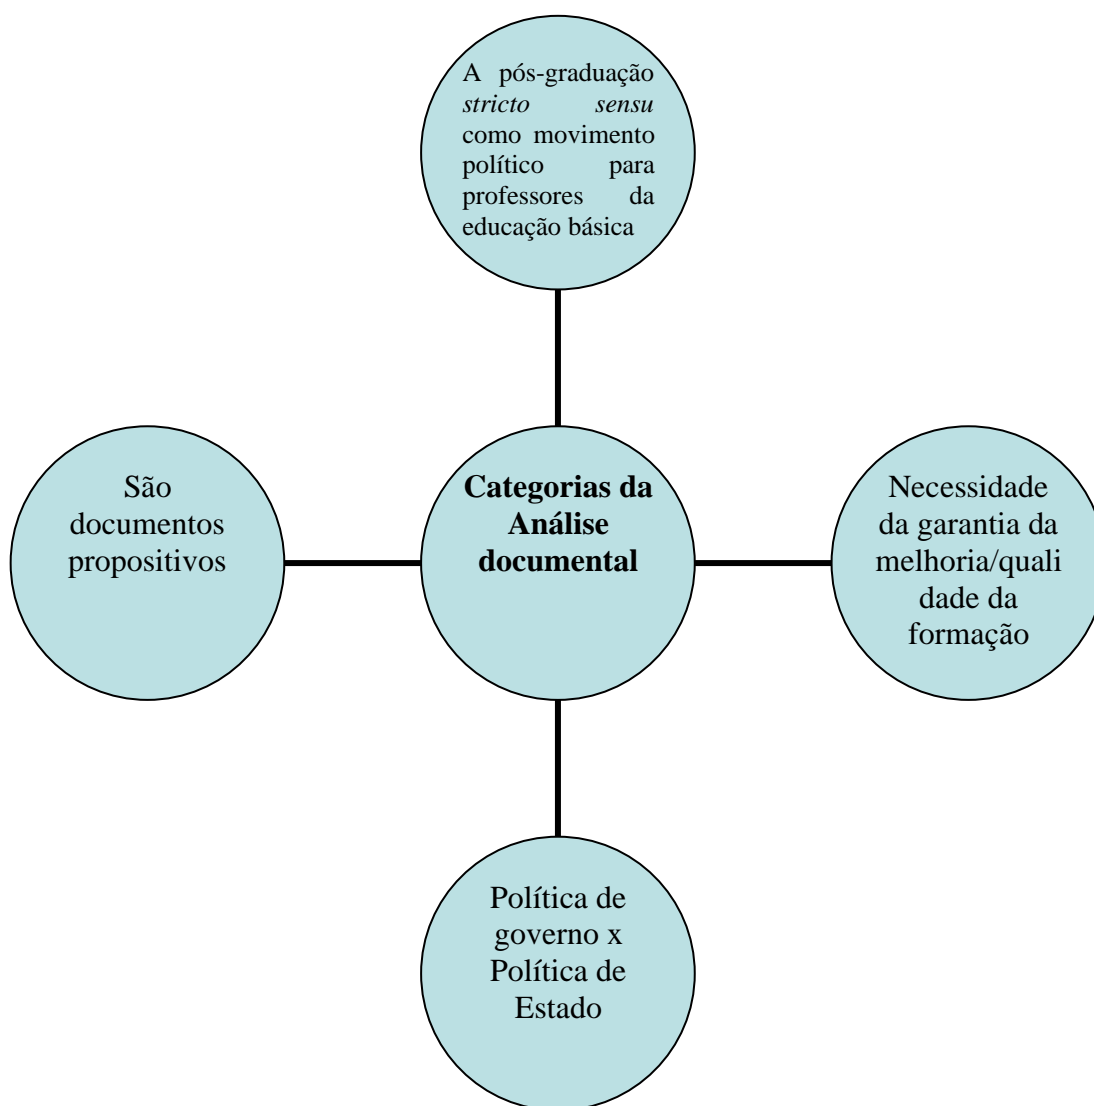 A pós-graduação
stricto sensu
como movimento
político para
professores da
educação básica
São
documentos
propositivos
Categorias da
Análise
documental
Necessidade
da garantia da
melhoria/quali
dade da
formação
Política de
governo x
Política de
Estado